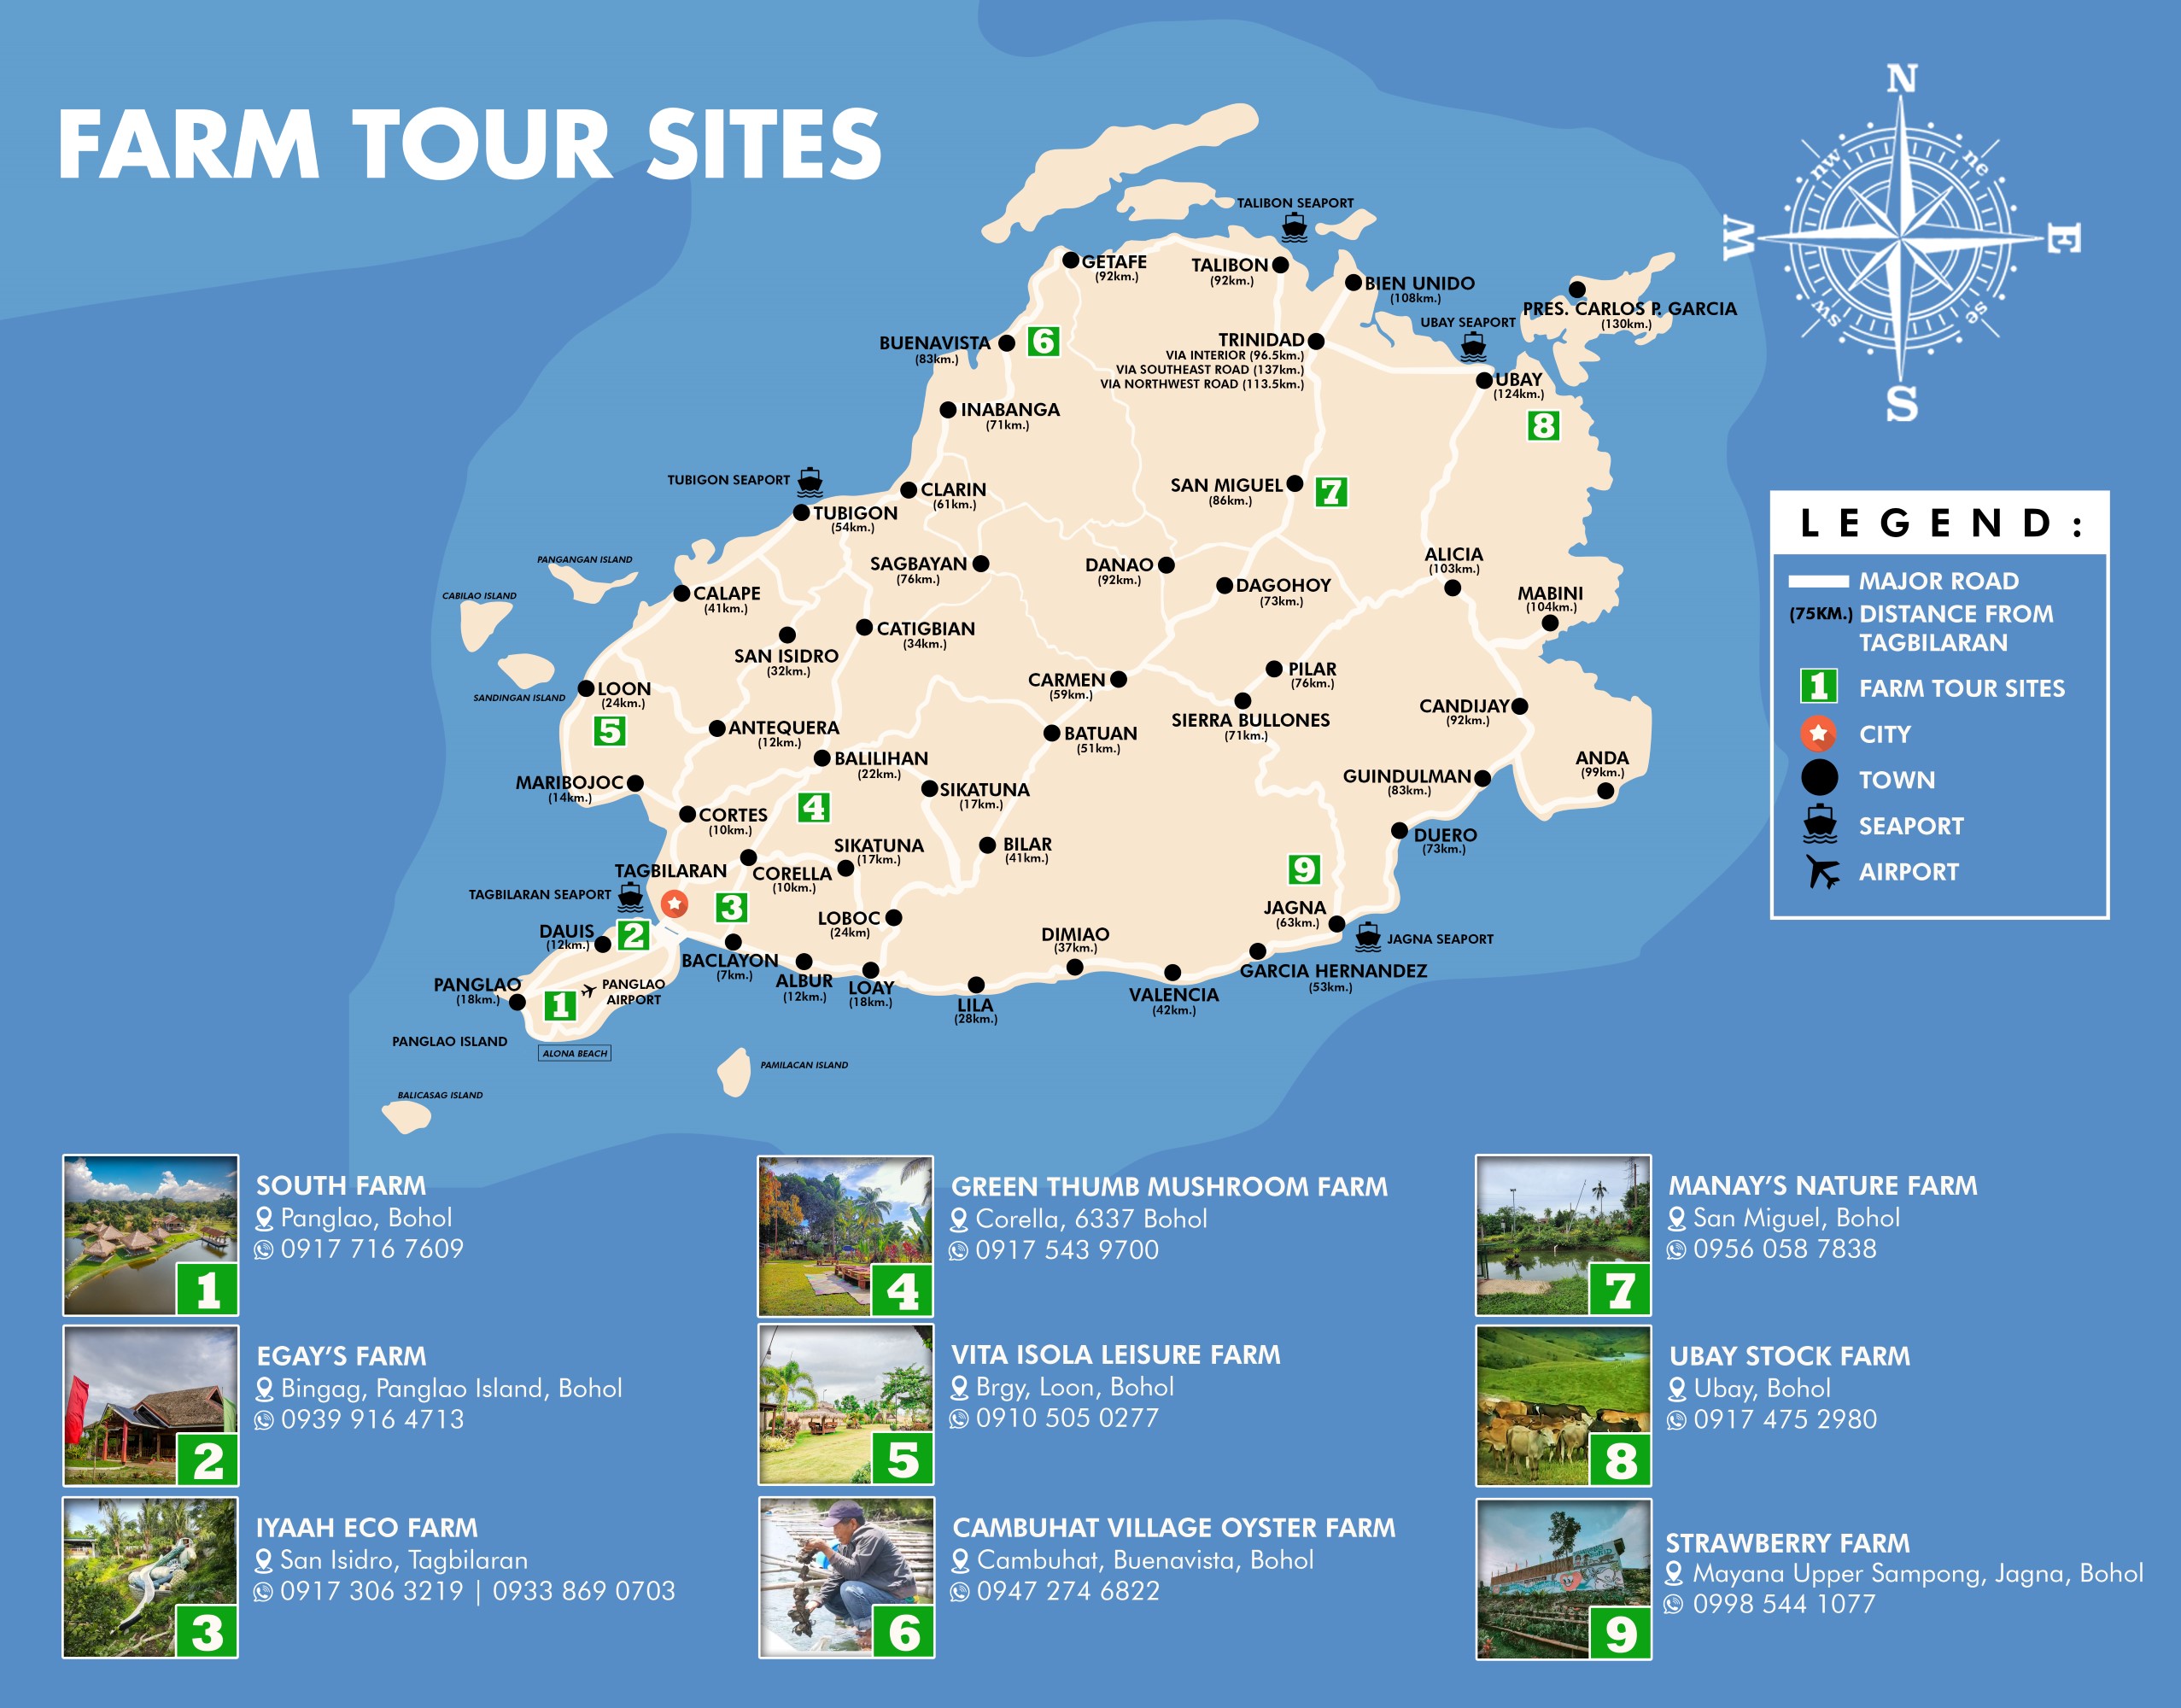 FARM TOUR SITES
N
nw
ne
W
E
sw
se
S
TALIBON SEAPORT
GETAFE
(92km.)
TALIBON
(92km.)
BIEN UNIDO
(108km.)
PRES. CARLOS P. GARCIA
(130km.)
UBAY SEAPORT
BUENAVISTA
(83km.)
6
TRINIDAD
VIA INTERIOR (96.5km.)
VIA SOUTHEAST ROAD (137km.)
VIA NORTHWEST ROAD (113.5km.)
UBAY
(124km.)
8
INABANGA
(71km.)
TUBIGON SEAPORT
CLARIN
(61km.)
SAN MIGUEL
(86km.)
7
TUBIGON
(54km.)
PANGANGAN ISLAND
SAGBAYAN
(76km.)
DANAO
(92km.)
DAGOHOY
(73km.)
ALICIA
(103km.)
MABINI
(104km.)
CABILAO ISLAND
CALAPE
(41km.)
CATIGBIAN
(34km.)
SAN ISIDRO
(32km.)
SANDINGAN ISLAND
LOON
(24km.)
5
CARMEN
(59km.)
PILAR
(76km.)
SIERRA BULLONES
(71km.)
CANDIJAY
(92km.)
ANTEQUERA
(12km.)
BATUAN
(51km.)
BALILIHAN
(22km.)
ANDA
(99km.)
GUINDULMAN
(83km.)
MARIBOJOC
(14km.)
SIKATUNA
(17km.)
4
CORTES
(10km.)
DUERO
(73km.)
SIKATUNA
(17km.)
BILAR
(41km.)
TAGBILARAN
CORELLA
(10km.)
9
TAGBILARAN SEAPORT
3
LOBOC
(24km)
JAGNA
(63km.)
JAGNA SEAPORT
DAUIS
(12km.)
2
DIMIAO
(37km.)
BACLAYON
(7km.)
ALBUR
(12km.)
LOAY
(18km.)
LILA
(28km.)
VALENCIA
(42km.)
GARCIA HERNANDEZ
(53km.)
PANGLAO
(18km.)
1
PANGLAO
AIRPORT
PANGLAO ISLAND
ALONA BEACH
PAMILACAN ISLAND
BALICASAG ISLAND
LEGEND:
MAJOR ROAD
(75KM.) DISTANCE FROM
TAGBILARAN
1 FARM TOUR SITES
CITY
TOWN
SEAPORT
AIRPORT
SOUTH FARM
Panglao, Bohol
0917 716 7609
1
EGAY'S FARM
Bingag, Panglao Island, Bohol
0939 916 4713
2
IYAAH ECO FARM
San Isidro, Tagbilaran
0917 306 3219 | 0933 869 0703
3
GREEN THUMB MUSHROOM FARM
Corella, 6337 Bohol
0917 543 9700
4
VITA ISOLA LEISURE FARM
Brgy, Loon, Bohol
0910 505 0277
5
CAMBUHAT VILLAGE OYSTER FARM
Cambuhat, Buenavista, Bohol
0947 274 6822
6
MANAY'S NATURE FARM
San Miguel, Bohol
0956 058 7838
7
UBAY STOCK FARM
Ubay, Bohol
0917 475 2980
8
STRAWBERRY FARM
Mayana Upper Sampong, Jagna, Bohol
0998 544 1077
9